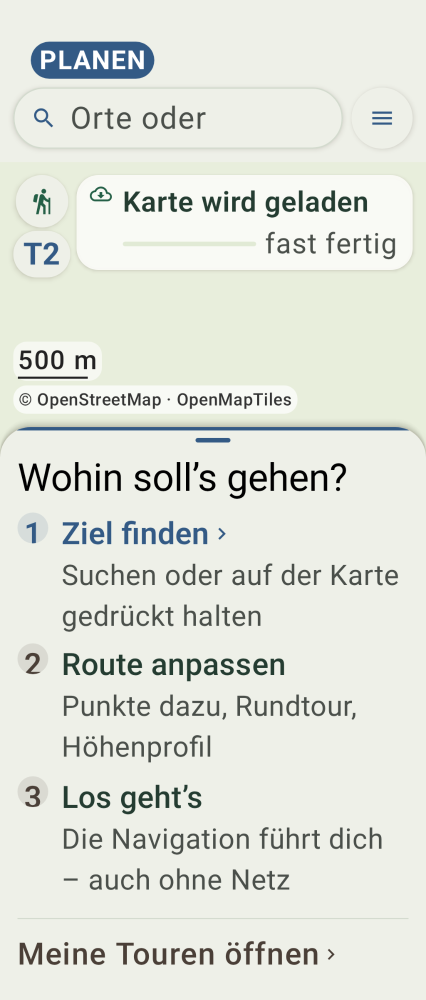 PLANEN
Orte oder
Karte wird geladen
T2
fast fertig
500 m
© OpenStreetMap · OpenMapTiles
Wohin soll’s gehen?
1 Ziel finden ›
Suchen oder auf der Karte
gedrückt halten
2 Route anpassen
Punkte dazu, Rundtour,
Höhenprofil
3 Los geht’s
Die Navigation führt dich
– auch ohne Netz
Meine Touren öffnen ›